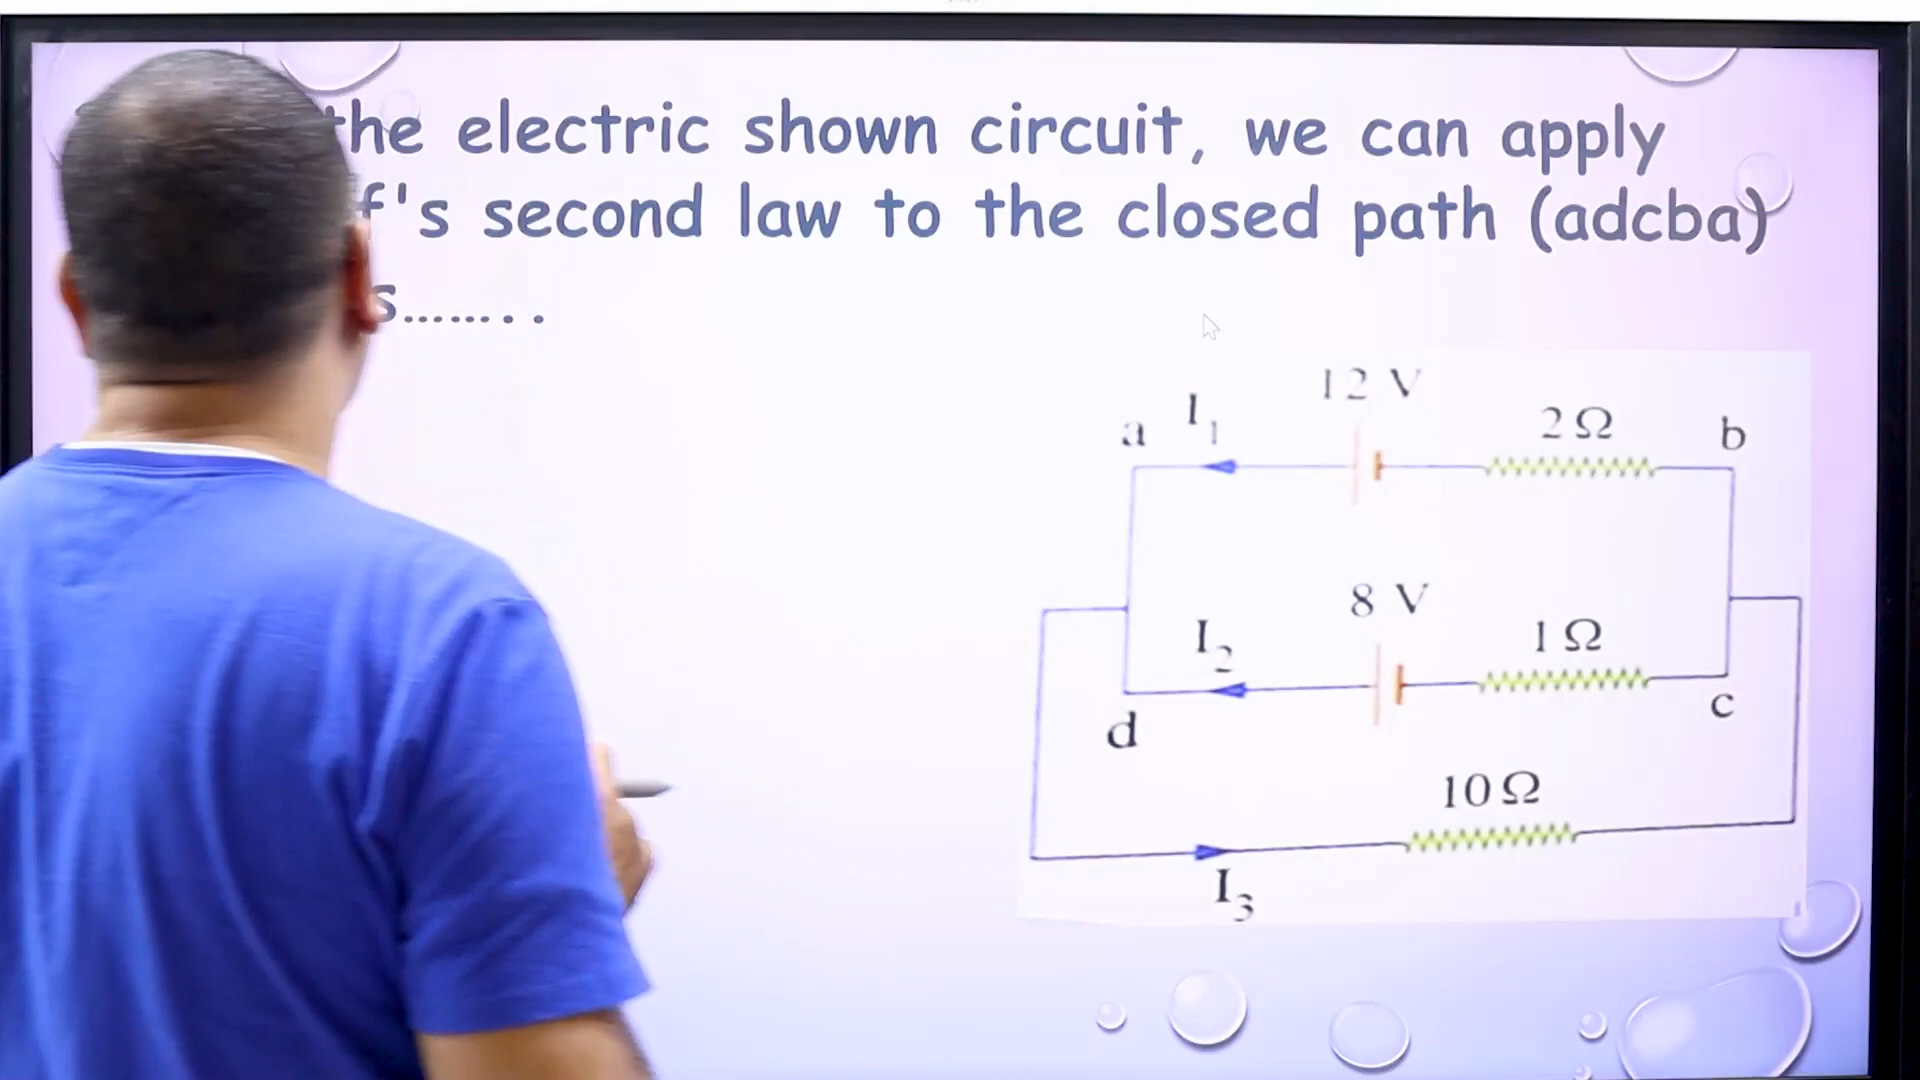 the electric shown circuit, we can apply
f's second law to the closed path (adcba)
s........
12 V
a I₁ 2 Ω b
8 V
I₂ 1 Ω
d c
10 Ω
I₃